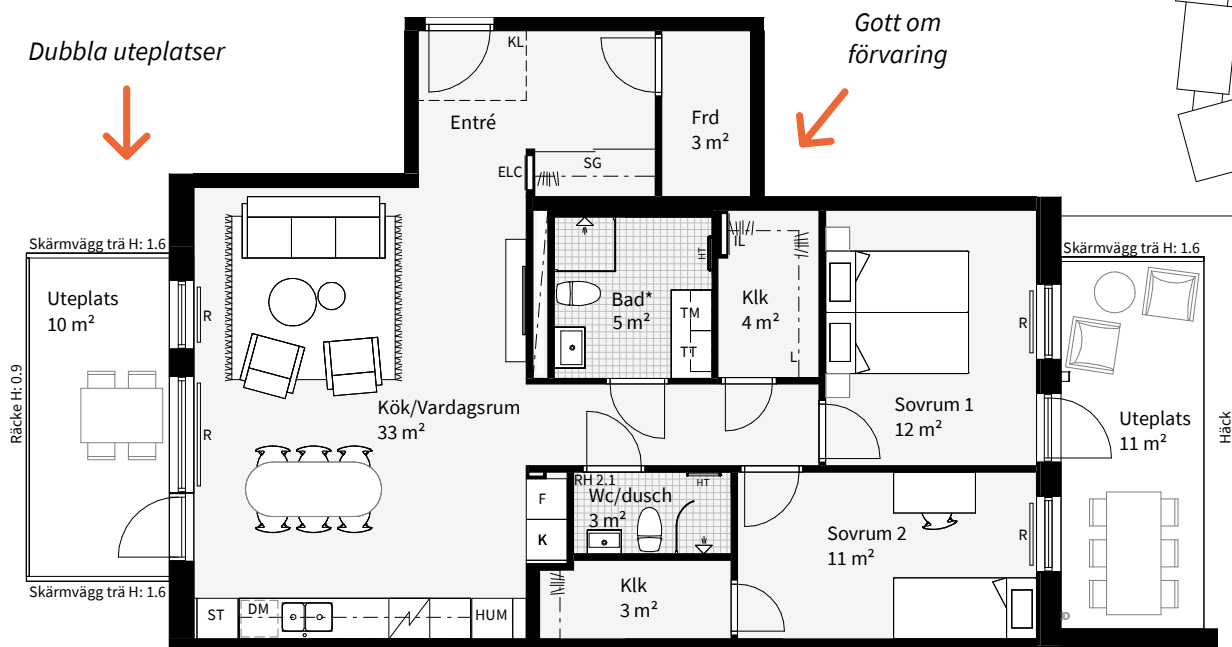 Dubbla uteplatser
Gott om
förvaring
KL
Entré
Frd
3 m²
ELC
SG
Skärmvägg trä H: 1.6
Skärmvägg trä H: 1.6
Uteplats
10 m²
R
HT
IL
Bad*
5 m²
TM
TT
Klk
4 m²
L
R
Räcke H: 0.9
Kök/Vardagsrum
33 m²
R
Sovrum 1
12 m²
Uteplats
11 m²
Häck
RH 2.1
HT
F
Wc/dusch
3 m²
K
Sovrum 2
11 m²
R
Skärmvägg trä H: 1.6
Klk
3 m²
ST
DM
HUM